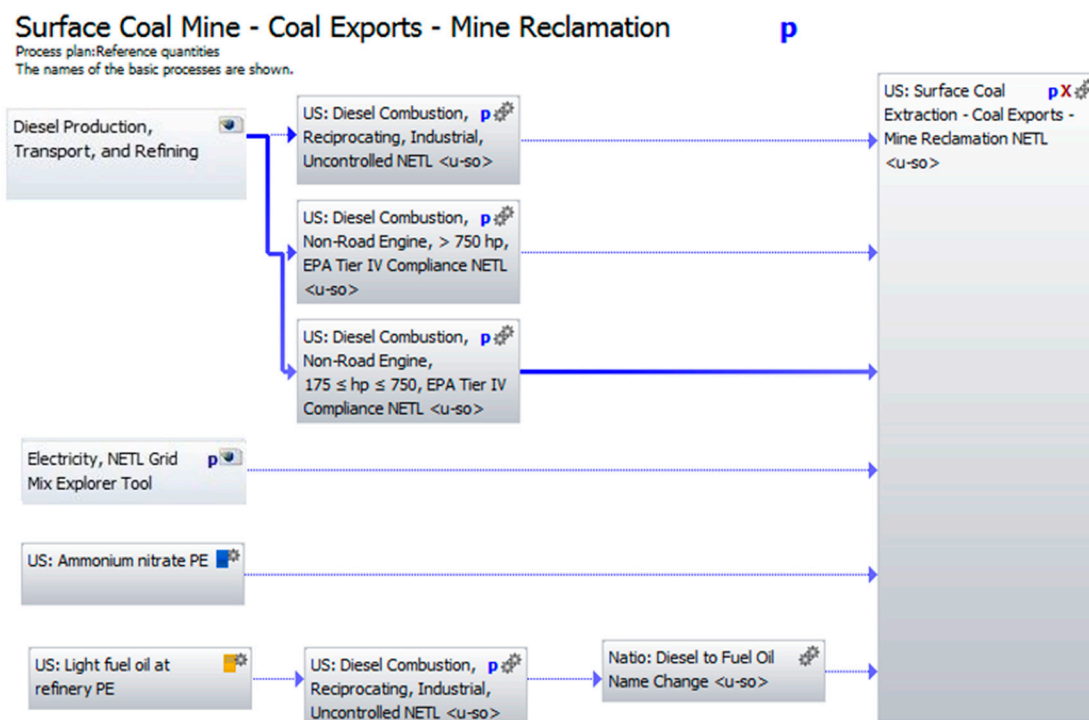 Surface Coal Mine - Coal Exports - Mine Reclamation p
Process plan:Reference quantities
The names of the basic processes are shown.
Diesel Production,
Transport, and Refining
US: Diesel Combustion, p
Reciprocating, Industrial,
Uncontrolled NETL <u-so>
US: Diesel Combustion, p
Non-Road Engine, > 750 hp,
EPA Tier IV Compliance NETL
<u-so>
US: Diesel Combustion, p
Non-Road Engine,
175 ≤ hp ≤ 750, EPA Tier IV
Compliance NETL <u-so>
US: Surface Coal p X
Extraction - Coal Exports -
Mine Reclamation NETL
<u-so>
Electricity, NETL Grid p
Mix Explorer Tool
US: Ammonium nitrate PE
US: Light fuel oil at
refinery PE
US: Diesel Combustion, p
Reciprocating, Industrial,
Uncontrolled NETL <u-so>
Natio: Diesel to Fuel Oil
Name Change <u-so>